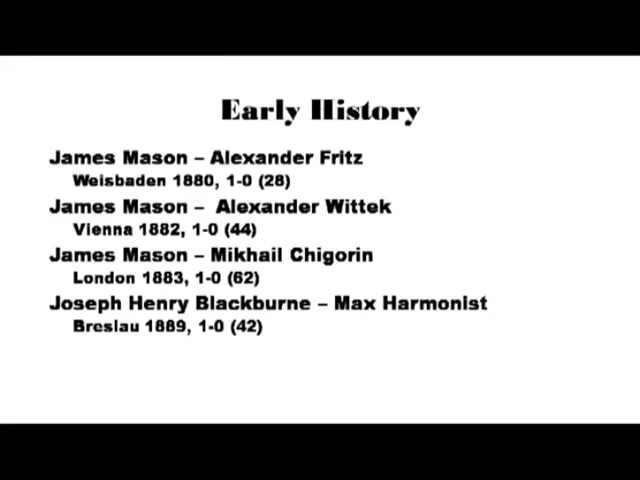 Early History
James Mason – Alexander Fritz
Weisbaden 1880, 1-0 (28)
James Mason – Alexander Wittek
Vienna 1882, 1-0 (44)
James Mason – Mikhail Chigorin
London 1883, 1-0 (62)
Joseph Henry Blackburne – Max Harmonist
Breslau 1889, 1-0 (42)